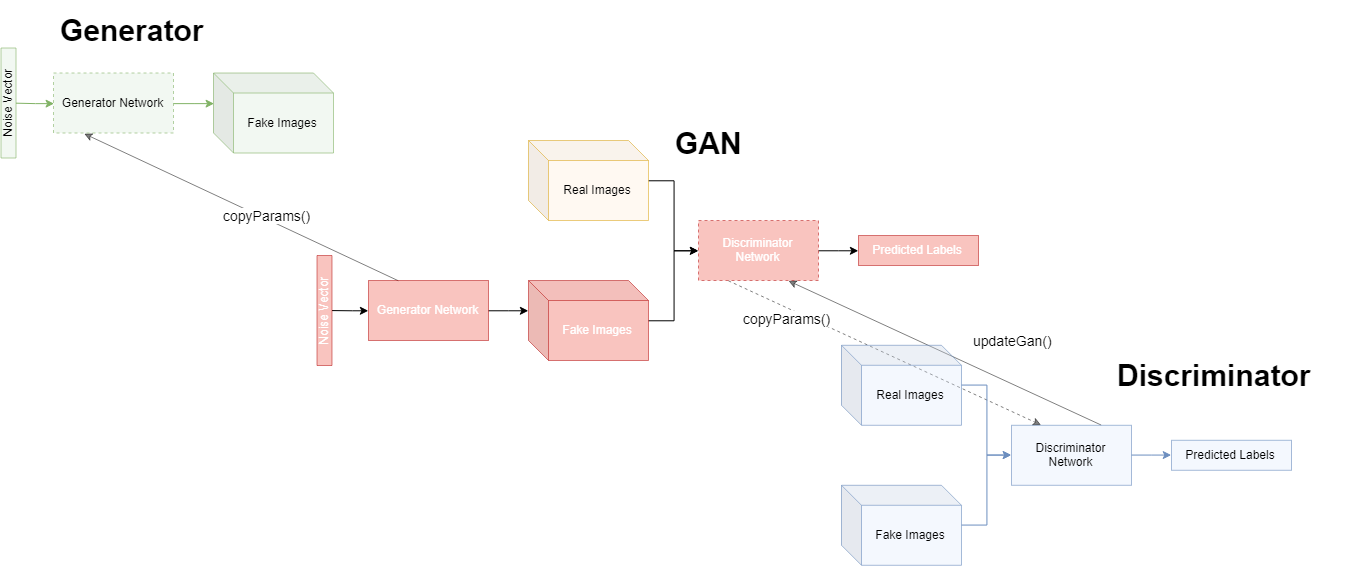 Generator
Noise Vector
Generator Network
Fake Images
GAN
Real Images
copyParams()
Discriminator
Network
Predicted Labels
Noise Vector
Generator Network
Fake Images
copyParams()
updateGan()
Discriminator
Real Images
Discriminator
Network
Predicted Labels
Fake Images